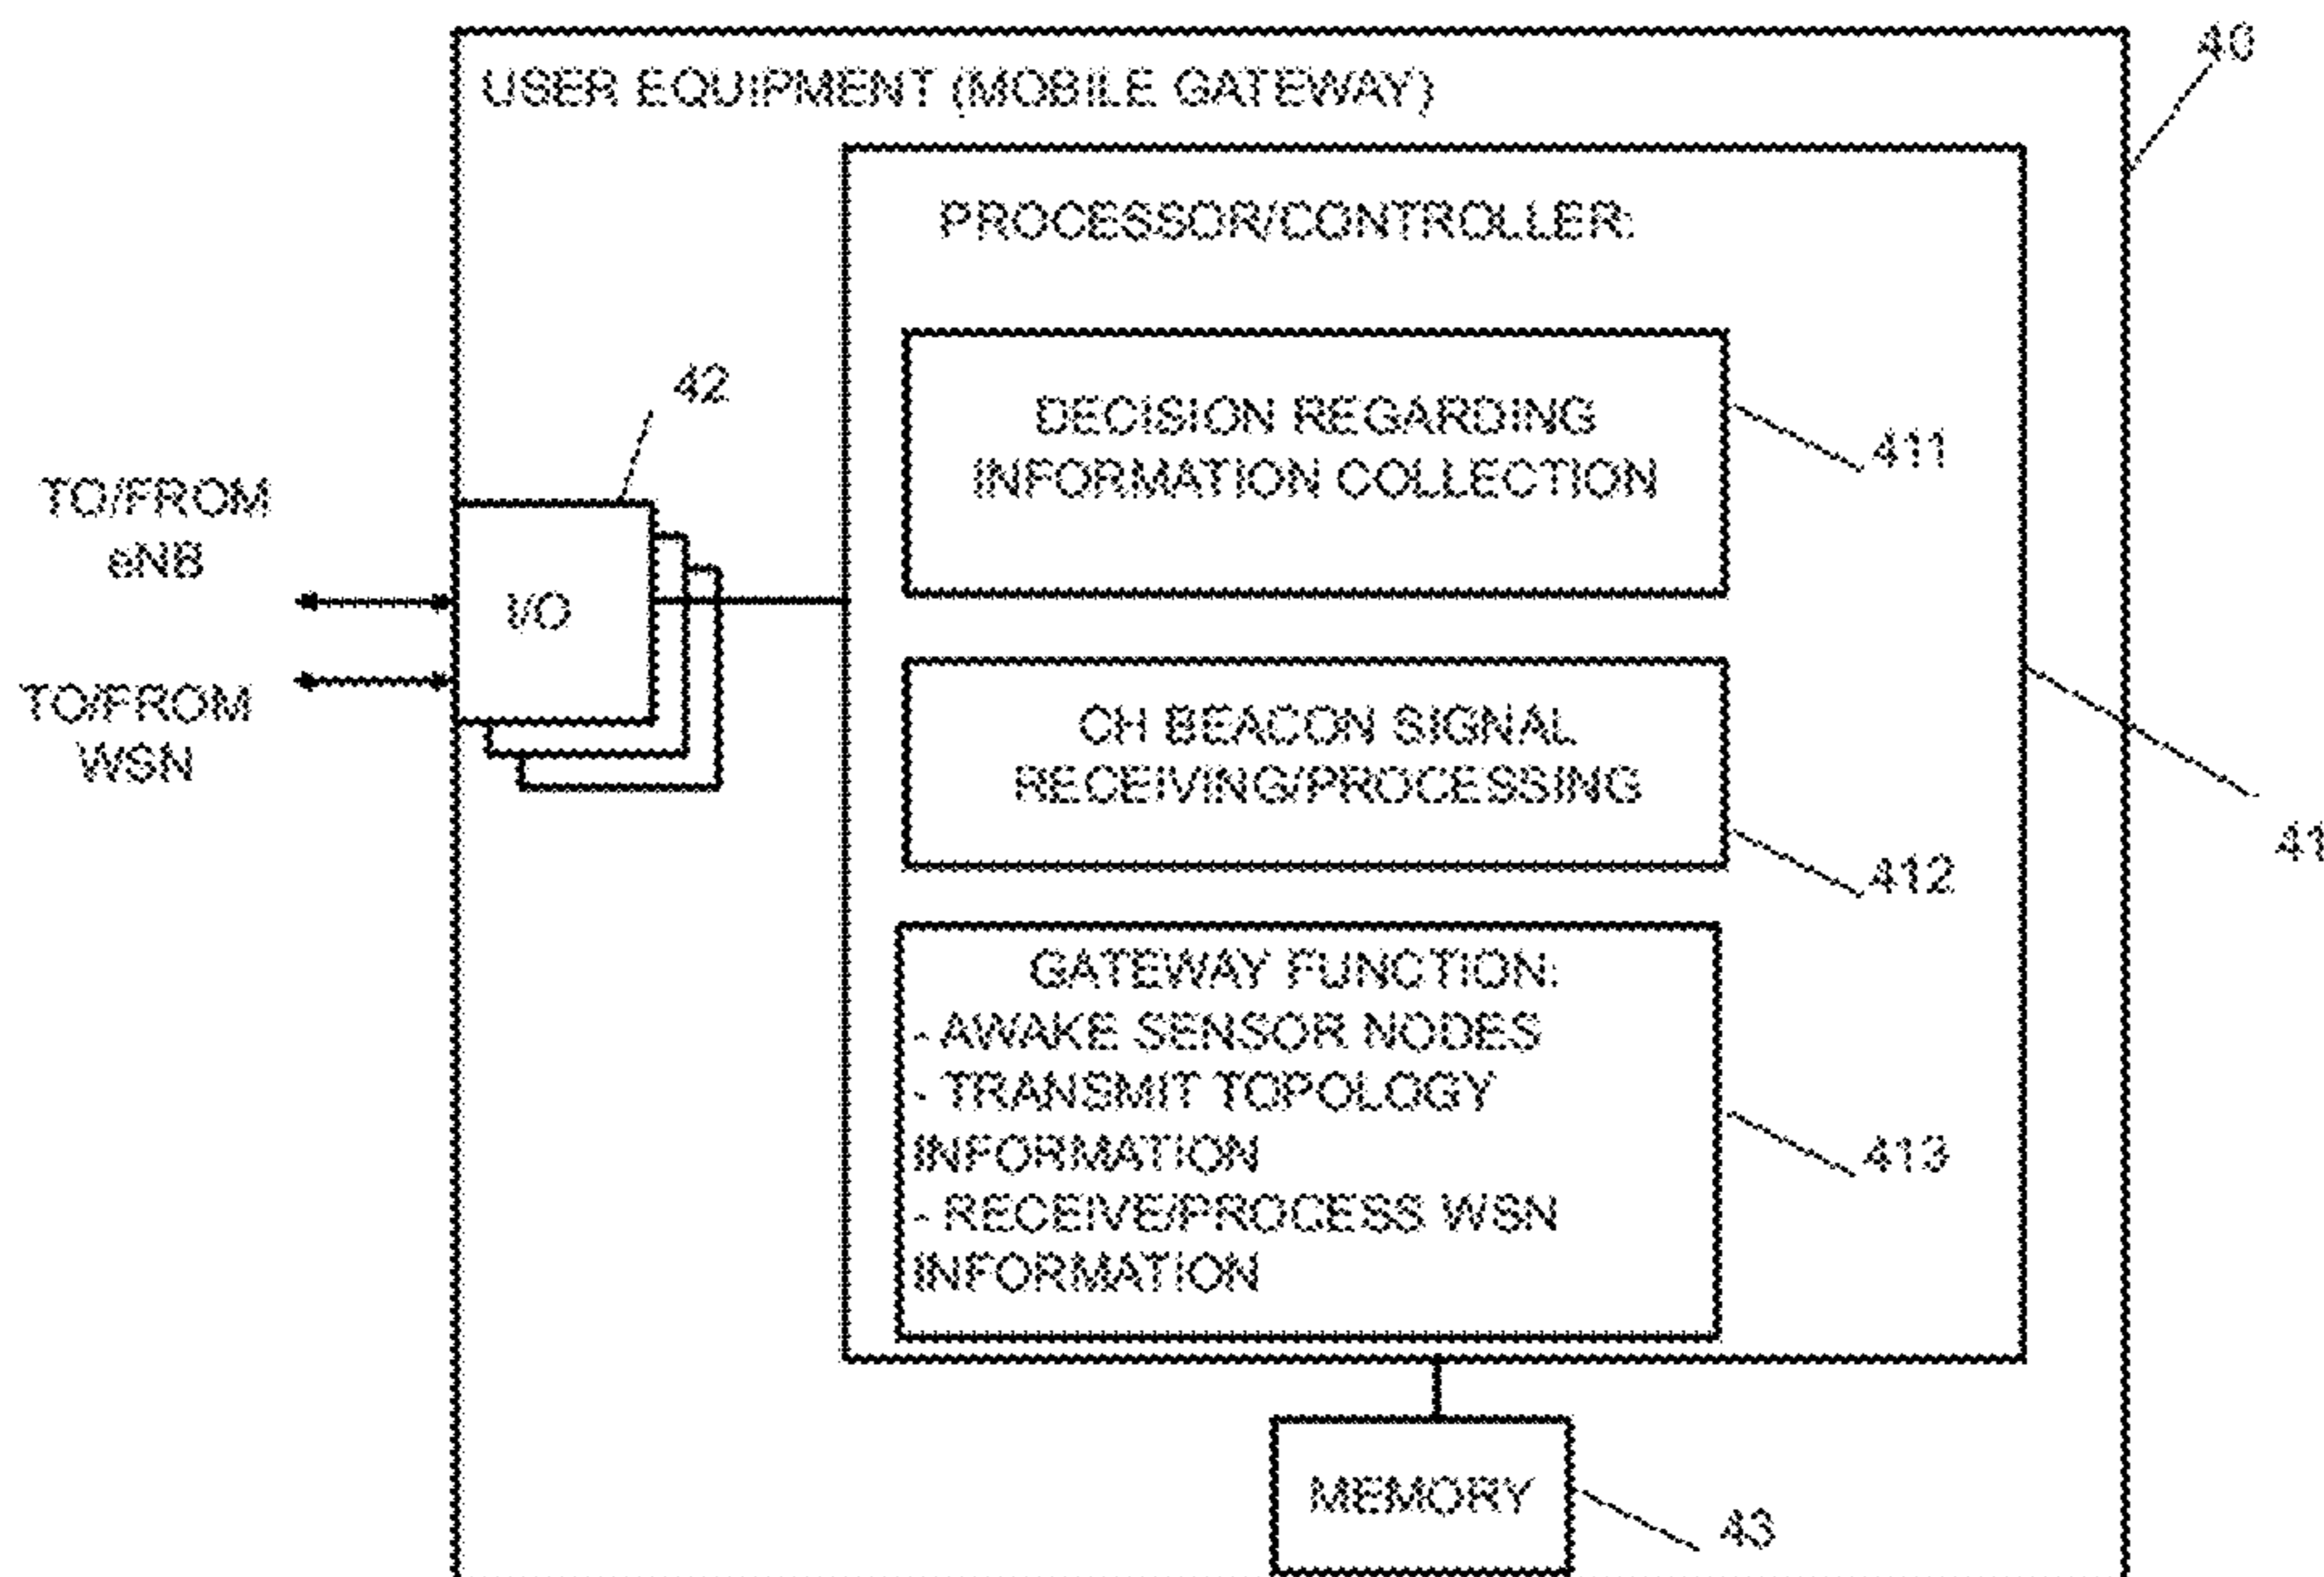 40
USER EQUIPMENT (MOBILE GATEWAY)
PROCESSOR/CONTROLLER:
42
DECISION REGARDING
INFORMATION COLLECTION
411
TO/FROM
eNB
I/O
TO/FROM
WSN
CH BEACON SIGNAL
RECEIVING/PROCESSING
41
412
GATEWAY FUNCTION:
- AWAKE SENSOR NODES
- TRANSMIT TOPOLOGY
INFORMATION
413
- RECEIVE/PROCESS WSN
INFORMATION
MEMORY
43